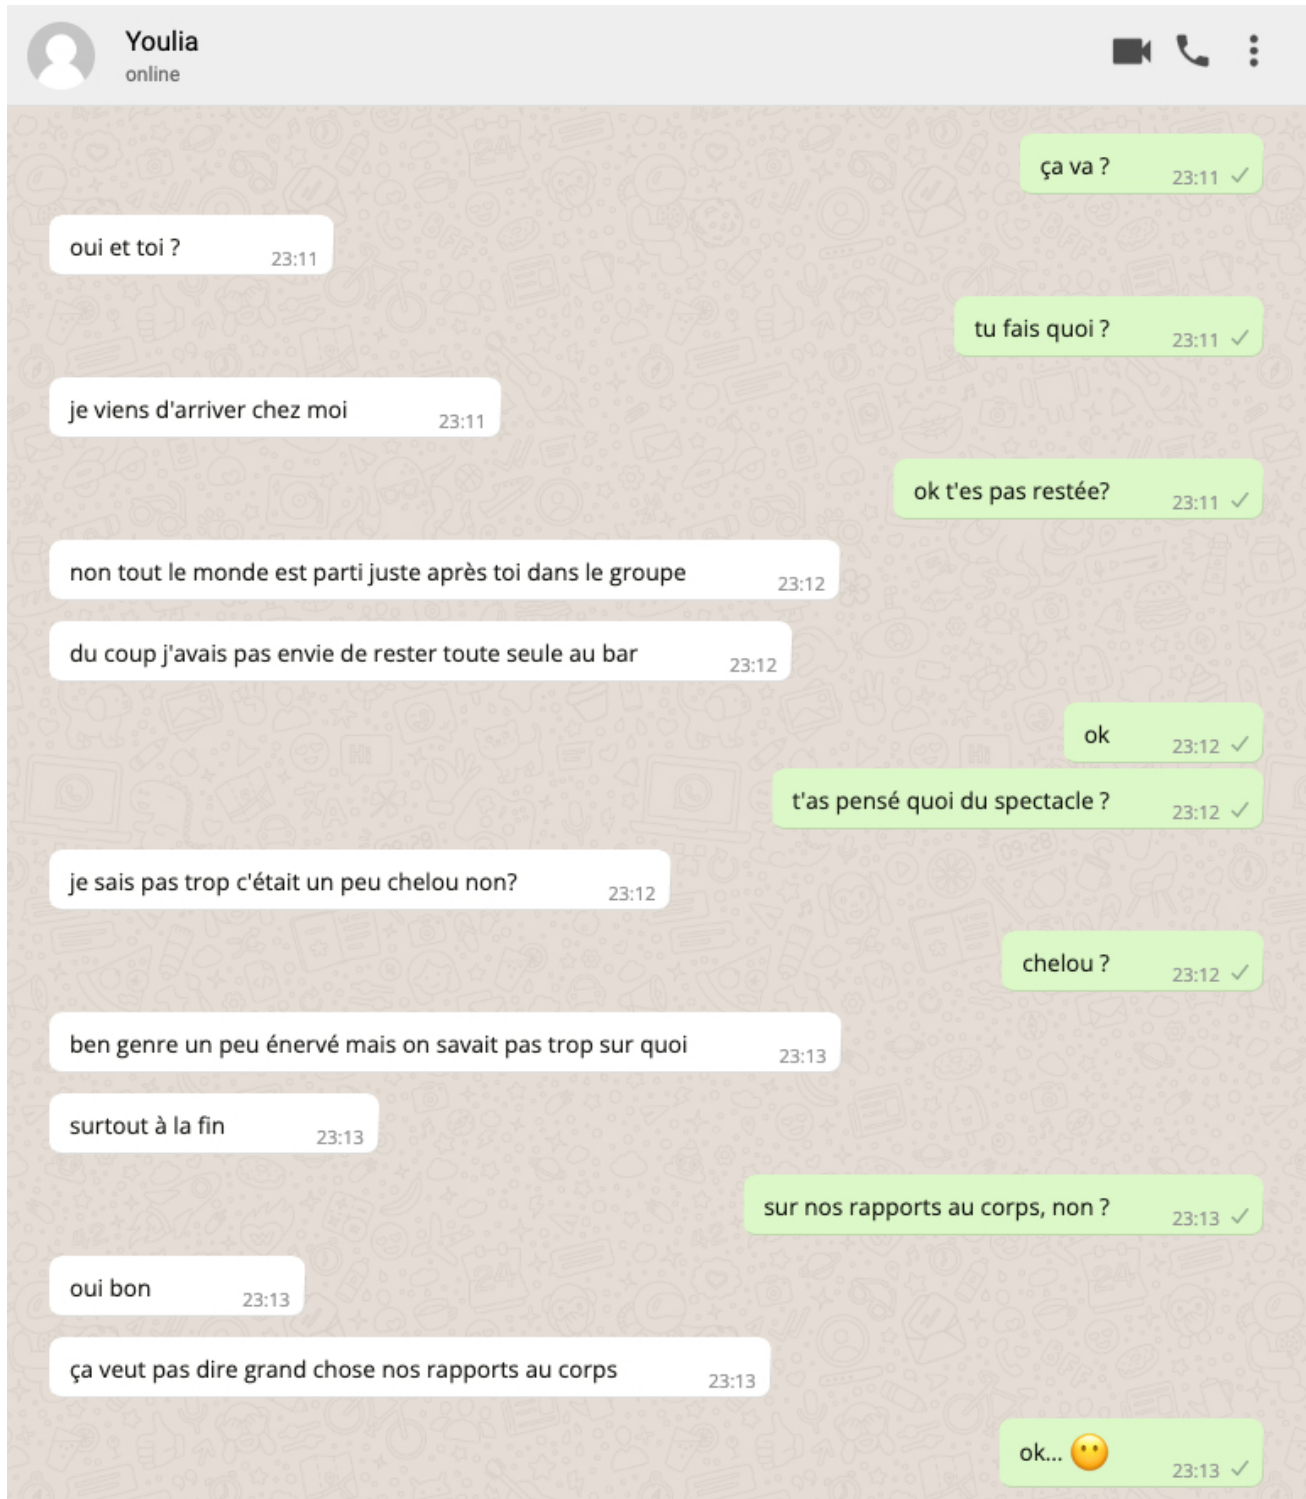 Youlia
online
ça va ?
23:11
oui et toi ?
23:11
tu fais quoi ?
23:11
je viens d'arriver chez moi
23:11
ok t'es pas restée?
23:11
non tout le monde est parti juste après toi dans le groupe
23:12
du coup j'avais pas envie de rester toute seule au bar
23:12
ok
23:12
t'as pensé quoi du spectacle ?
23:12
je sais pas trop c'était un peu chelou non?
23:12
chelou ?
23:12
ben genre un peu énervé mais on savait pas trop sur quoi
23:13
surtout à la fin
23:13
sur nos rapports au corps, non ?
23:13
oui bon
23:13
ça veut pas dire grand chose nos rapports au corps
23:13
ok... 😶
23:13